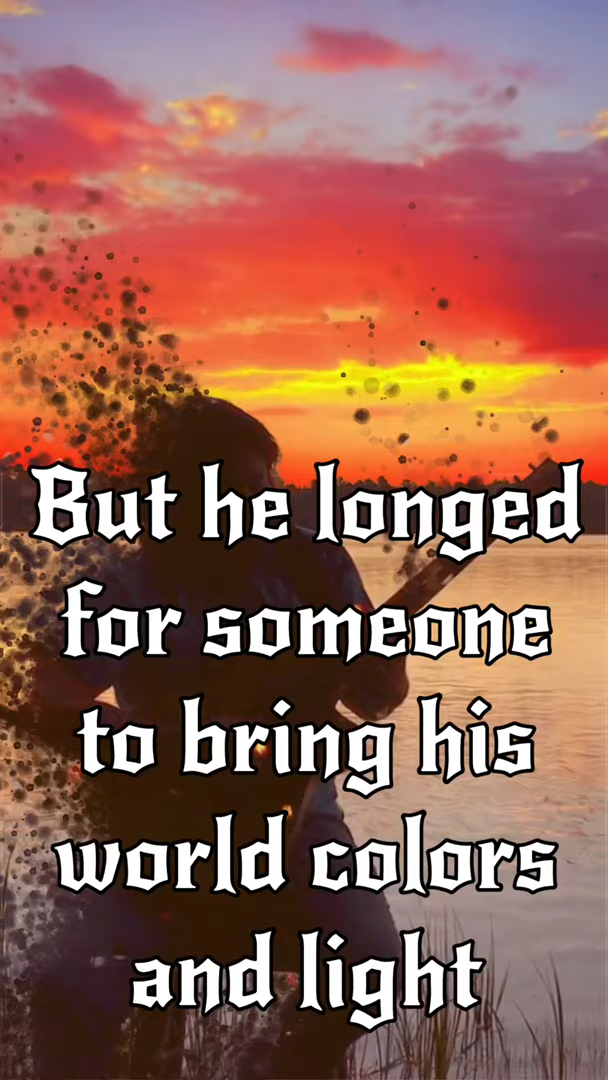 But he longed
for someone
to bring his
world colors
and light